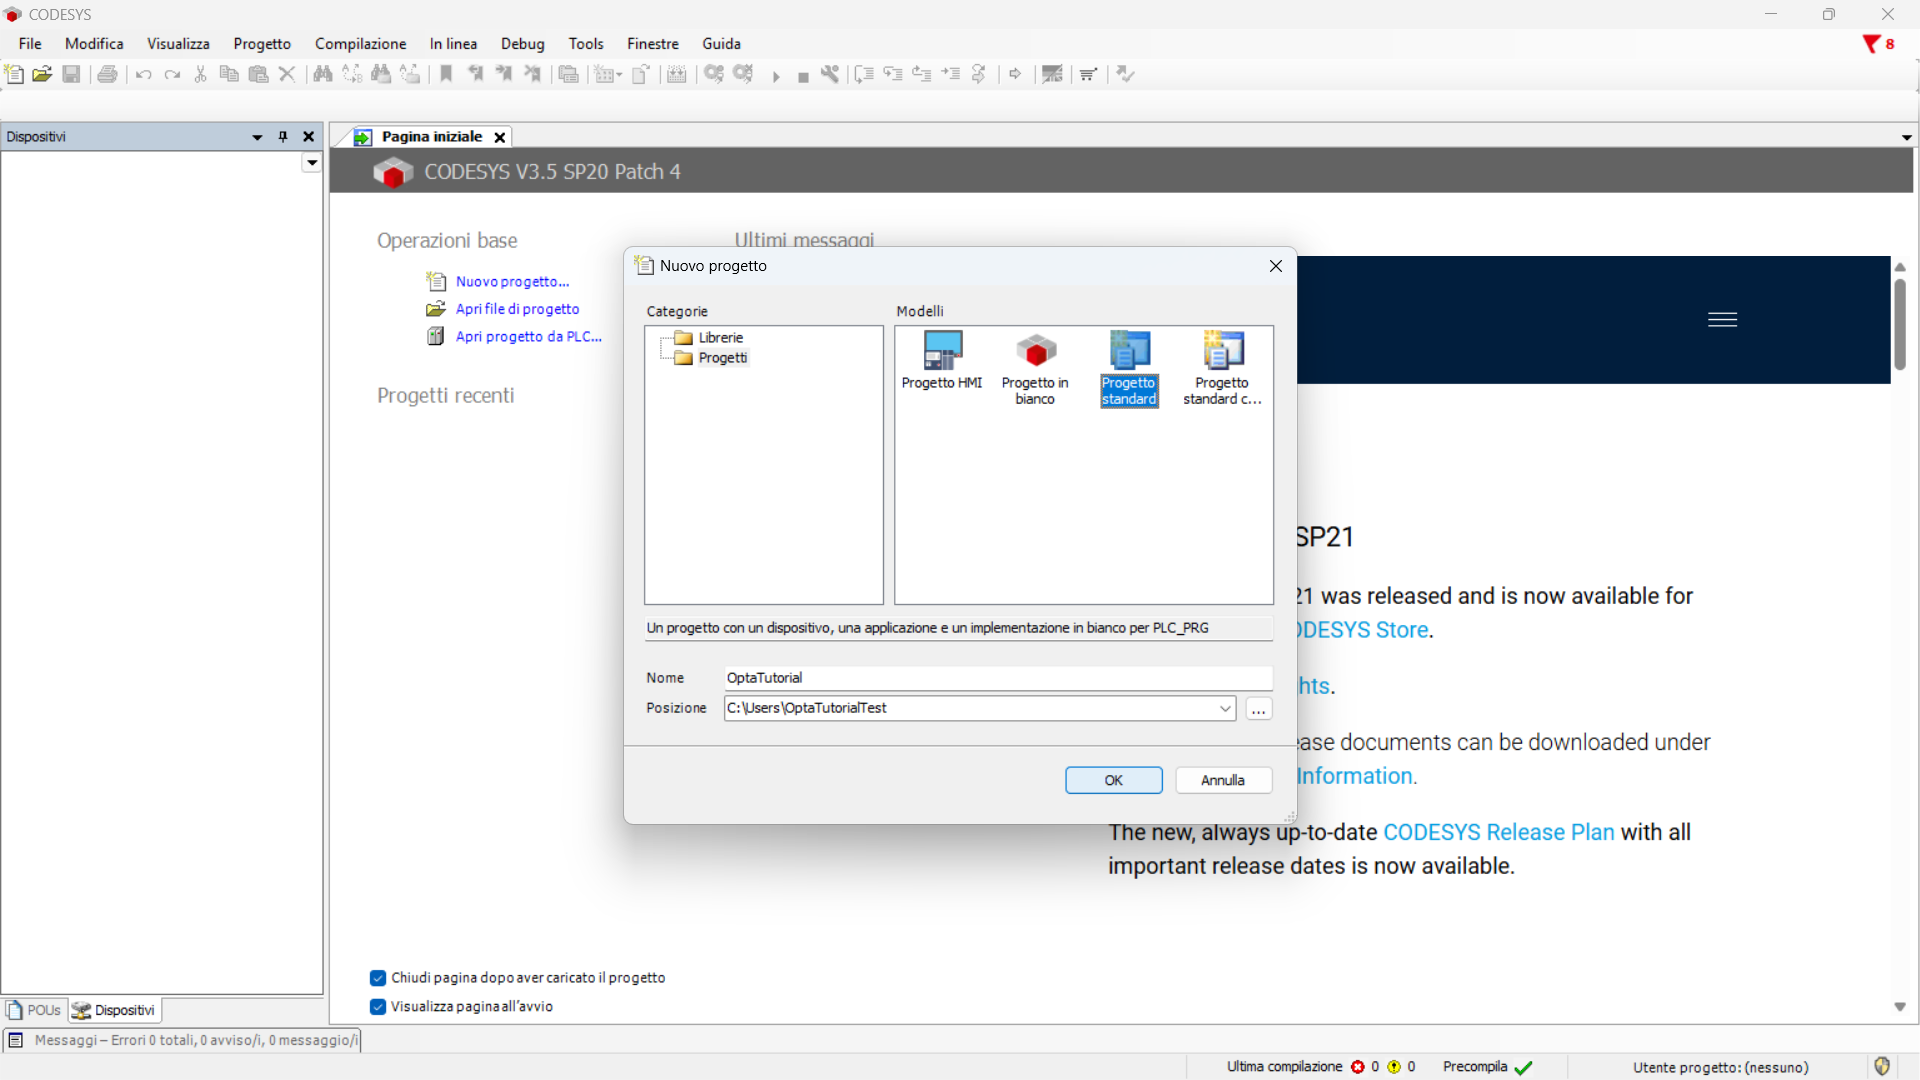 CODESYS
File Modifica Visualizza Progetto Compilazione In linea Debug Tools Finestre Guida
8
Dispositivi
Pagina iniziale
CODESYS V3.5 SP20 Patch 4
Operazioni base
Ultimi messaggi
Nuovo progetto...
Apri file di progetto
Apri progetto da PLC...
Progetti recenti
Nuovo progetto
Categorie
Modelli
Librerie
Progetti
Progetto HMI
Progetto in
bianco
Progetto
standard
Progetto
standard c...
Un progetto con un dispositivo, una applicazione e un implementazione in bianco per PLC_PRG
Nome
OptaTutorial
Posizione
C:\Users\OptaTutorialTest
...
OK
Annulla
SP21
21 was released and is now available for
ODESYS Store.
hts.
ease documents can be downloaded under
Information.
The new, always up-to-date CODESYS Release Plan with all
important release dates is now available.
Chiudi pagina dopo aver caricato il progetto
Visualizza pagina all'avvio
POUs
Dispositivi
Messaggi – Errori 0 totali, 0 avviso/i, 0 messaggio/i
Ultima compilazione 0 0 Precompila Utente progetto: (nessuno)